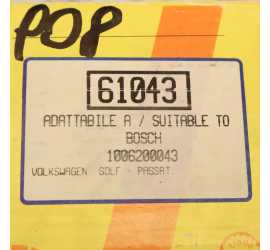 POP
61043
ADATTABILE A / SUITABLE TO
BOSCH
1006200043
VOLKSWAGEN GOLF - PASSAT